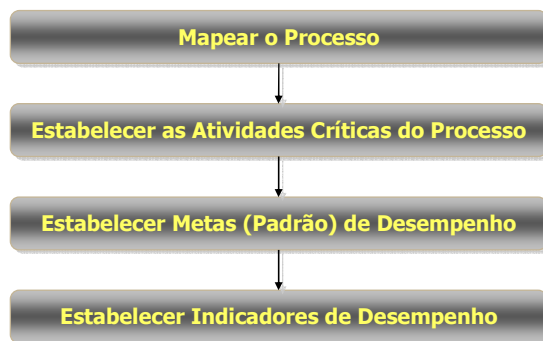 Mapear o Processo
Estabelecer as Atividades Críticas do Processo
Estabelecer Metas (Padrão) de Desempenho
Estabelecer Indicadores de Desempenho